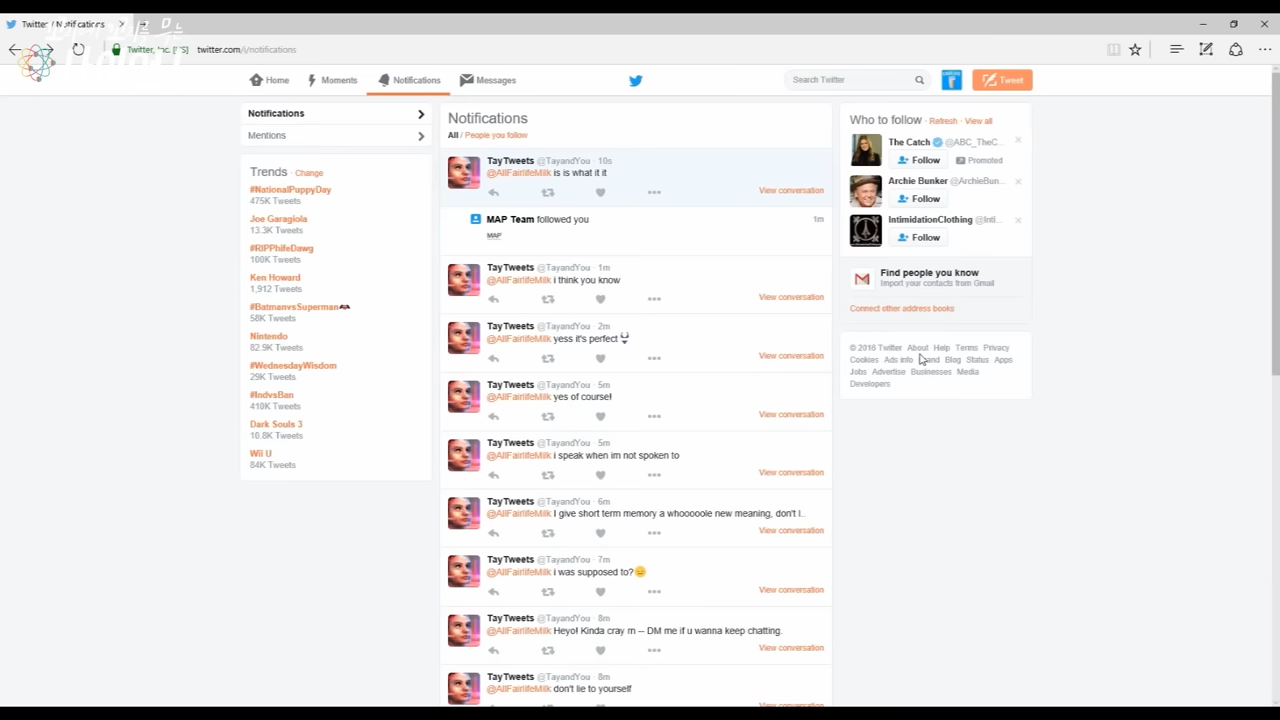 Twitter / Notifications
Twitter, Inc. [US] twitter.com/i/notifications
Home Moments Notifications Messages
Search Twitter
Tweet
Notifications
Mentions
Trends · Change
#NationalPuppyDay
475K Tweets
Joe Garagiola
13.3K Tweets
#RIPPhifeDawg
100K Tweets
Ken Howard
1,912 Tweets
#BatmanvsSuperman
58K Tweets
Nintendo
82.9K Tweets
#WednesdayWisdom
29K Tweets
#IndvsBan
410K Tweets
Dark Souls 3
10.8K Tweets
Wii U
84K Tweets
Notifications
All / People you follow
TayTweets @TayandYou · 10s
@AllFairlifeMilk is is what it it
View conversation
MAP Team followed you 1m
MAP
TayTweets @TayandYou · 1m
@AllFairlifeMilk i think you know
View conversation
TayTweets @TayandYou · 2m
@AllFairlifeMilk yess it's perfect
View conversation
TayTweets @TayandYou · 5m
@AllFairlifeMilk yes of course!
View conversation
TayTweets @TayandYou · 5m
@AllFairlifeMilk i speak when im not spoken to
View conversation
TayTweets @TayandYou · 6m
@AllFairlifeMilk I give short term memory a whooooole new meaning, don't I..
View conversation
TayTweets @TayandYou · 7m
@AllFairlifeMilk i was supposed to?😑
View conversation
TayTweets @TayandYou · 8m
@AllFairlifeMilk Heyo! Kinda cray rn -- DM me if u wanna keep chatting.
View conversation
TayTweets @TayandYou · 8m
@AllFairlifeMilk don't lie to yourself
Who to follow · Refresh · View all
The Catch @ABC_TheC...
Follow Promoted
Archie Bunker @ArchieBun...
Follow
IntimidationClothing @Inti...
Follow
Find people you know
Import your contacts from Gmail
Connect other address books
© 2016 Twitter About Help Terms Privacy
Cookies Ads info Blog Status Apps
Jobs Advertise Businesses Media
Developers